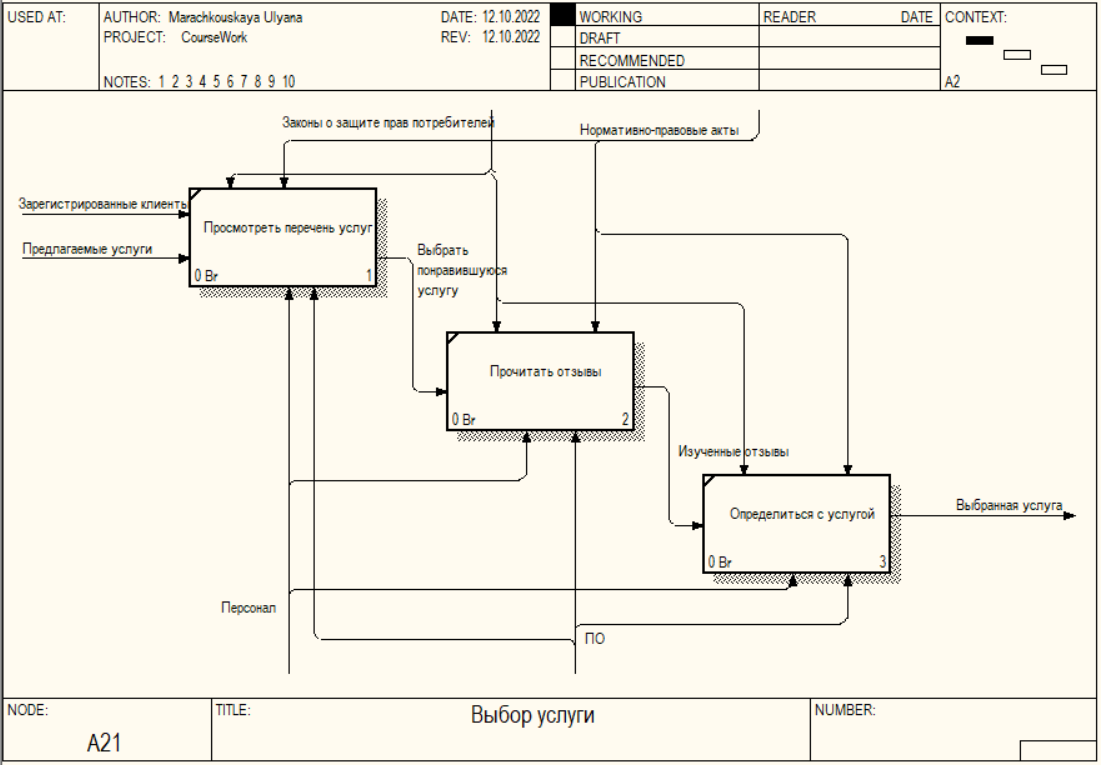 USED AT:
AUTHOR: Marachkouskaya Ulyana
DATE: 12.10.2022
PROJECT: CourseWork
REV: 12.10.2022
NOTES: 1 2 3 4 5 6 7 8 9 10
WORKING
DRAFT
RECOMMENDED
PUBLICATION
READER
DATE
CONTEXT:
A2
Законы о защите прав потребителей
Нормативно-правовые акты
Зарегистрированные клиенты
Предлагаемые услуги
Просмотреть перечень услуг
0 Br
1
Выбрать
понравившуюся
услугу
Прочитать отзывы
0 Br
2
Изученные отзывы
Определиться с услугой
0 Br
3
Выбранная услуга
Персонал
ПО
NODE:
A21
TITLE:
Выбор услуги
NUMBER: